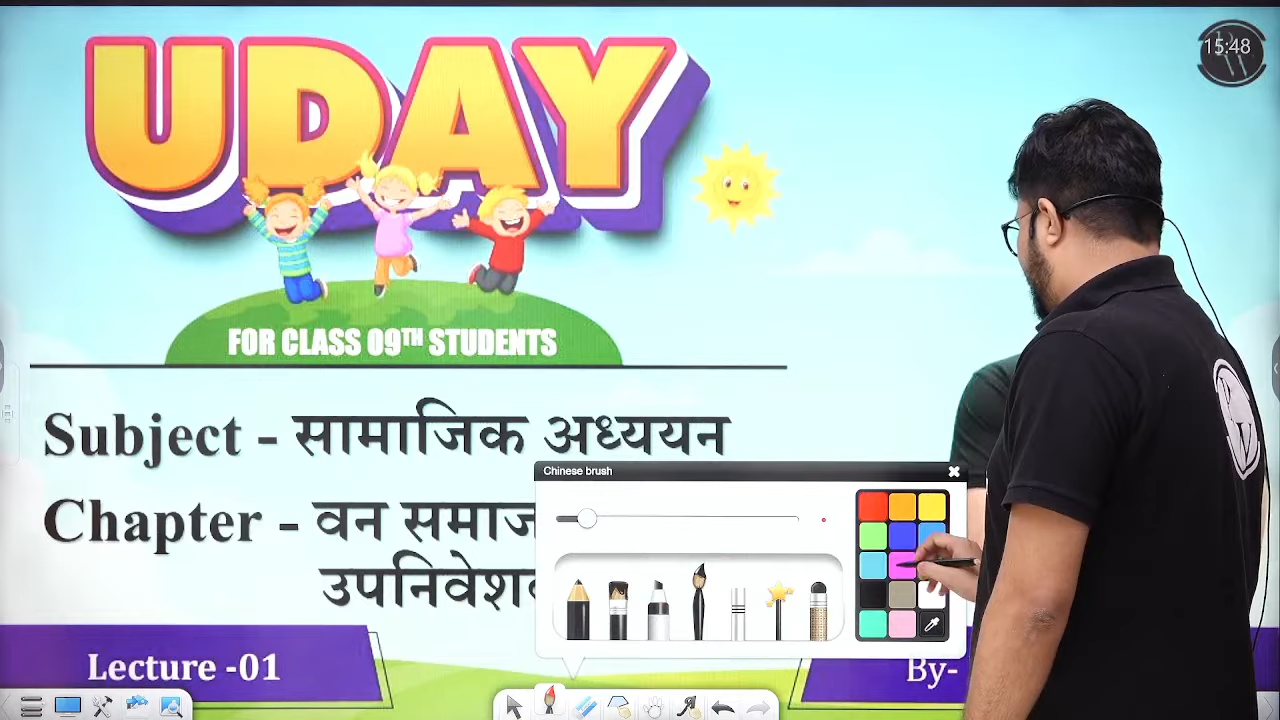 UDAY
15:48
FOR CLASS 09TH STUDENTS
Subject - सामाजिक अध्ययन
Chapter - वन समाज
उपनिवेश
Chinese brush
Lecture -01
By-